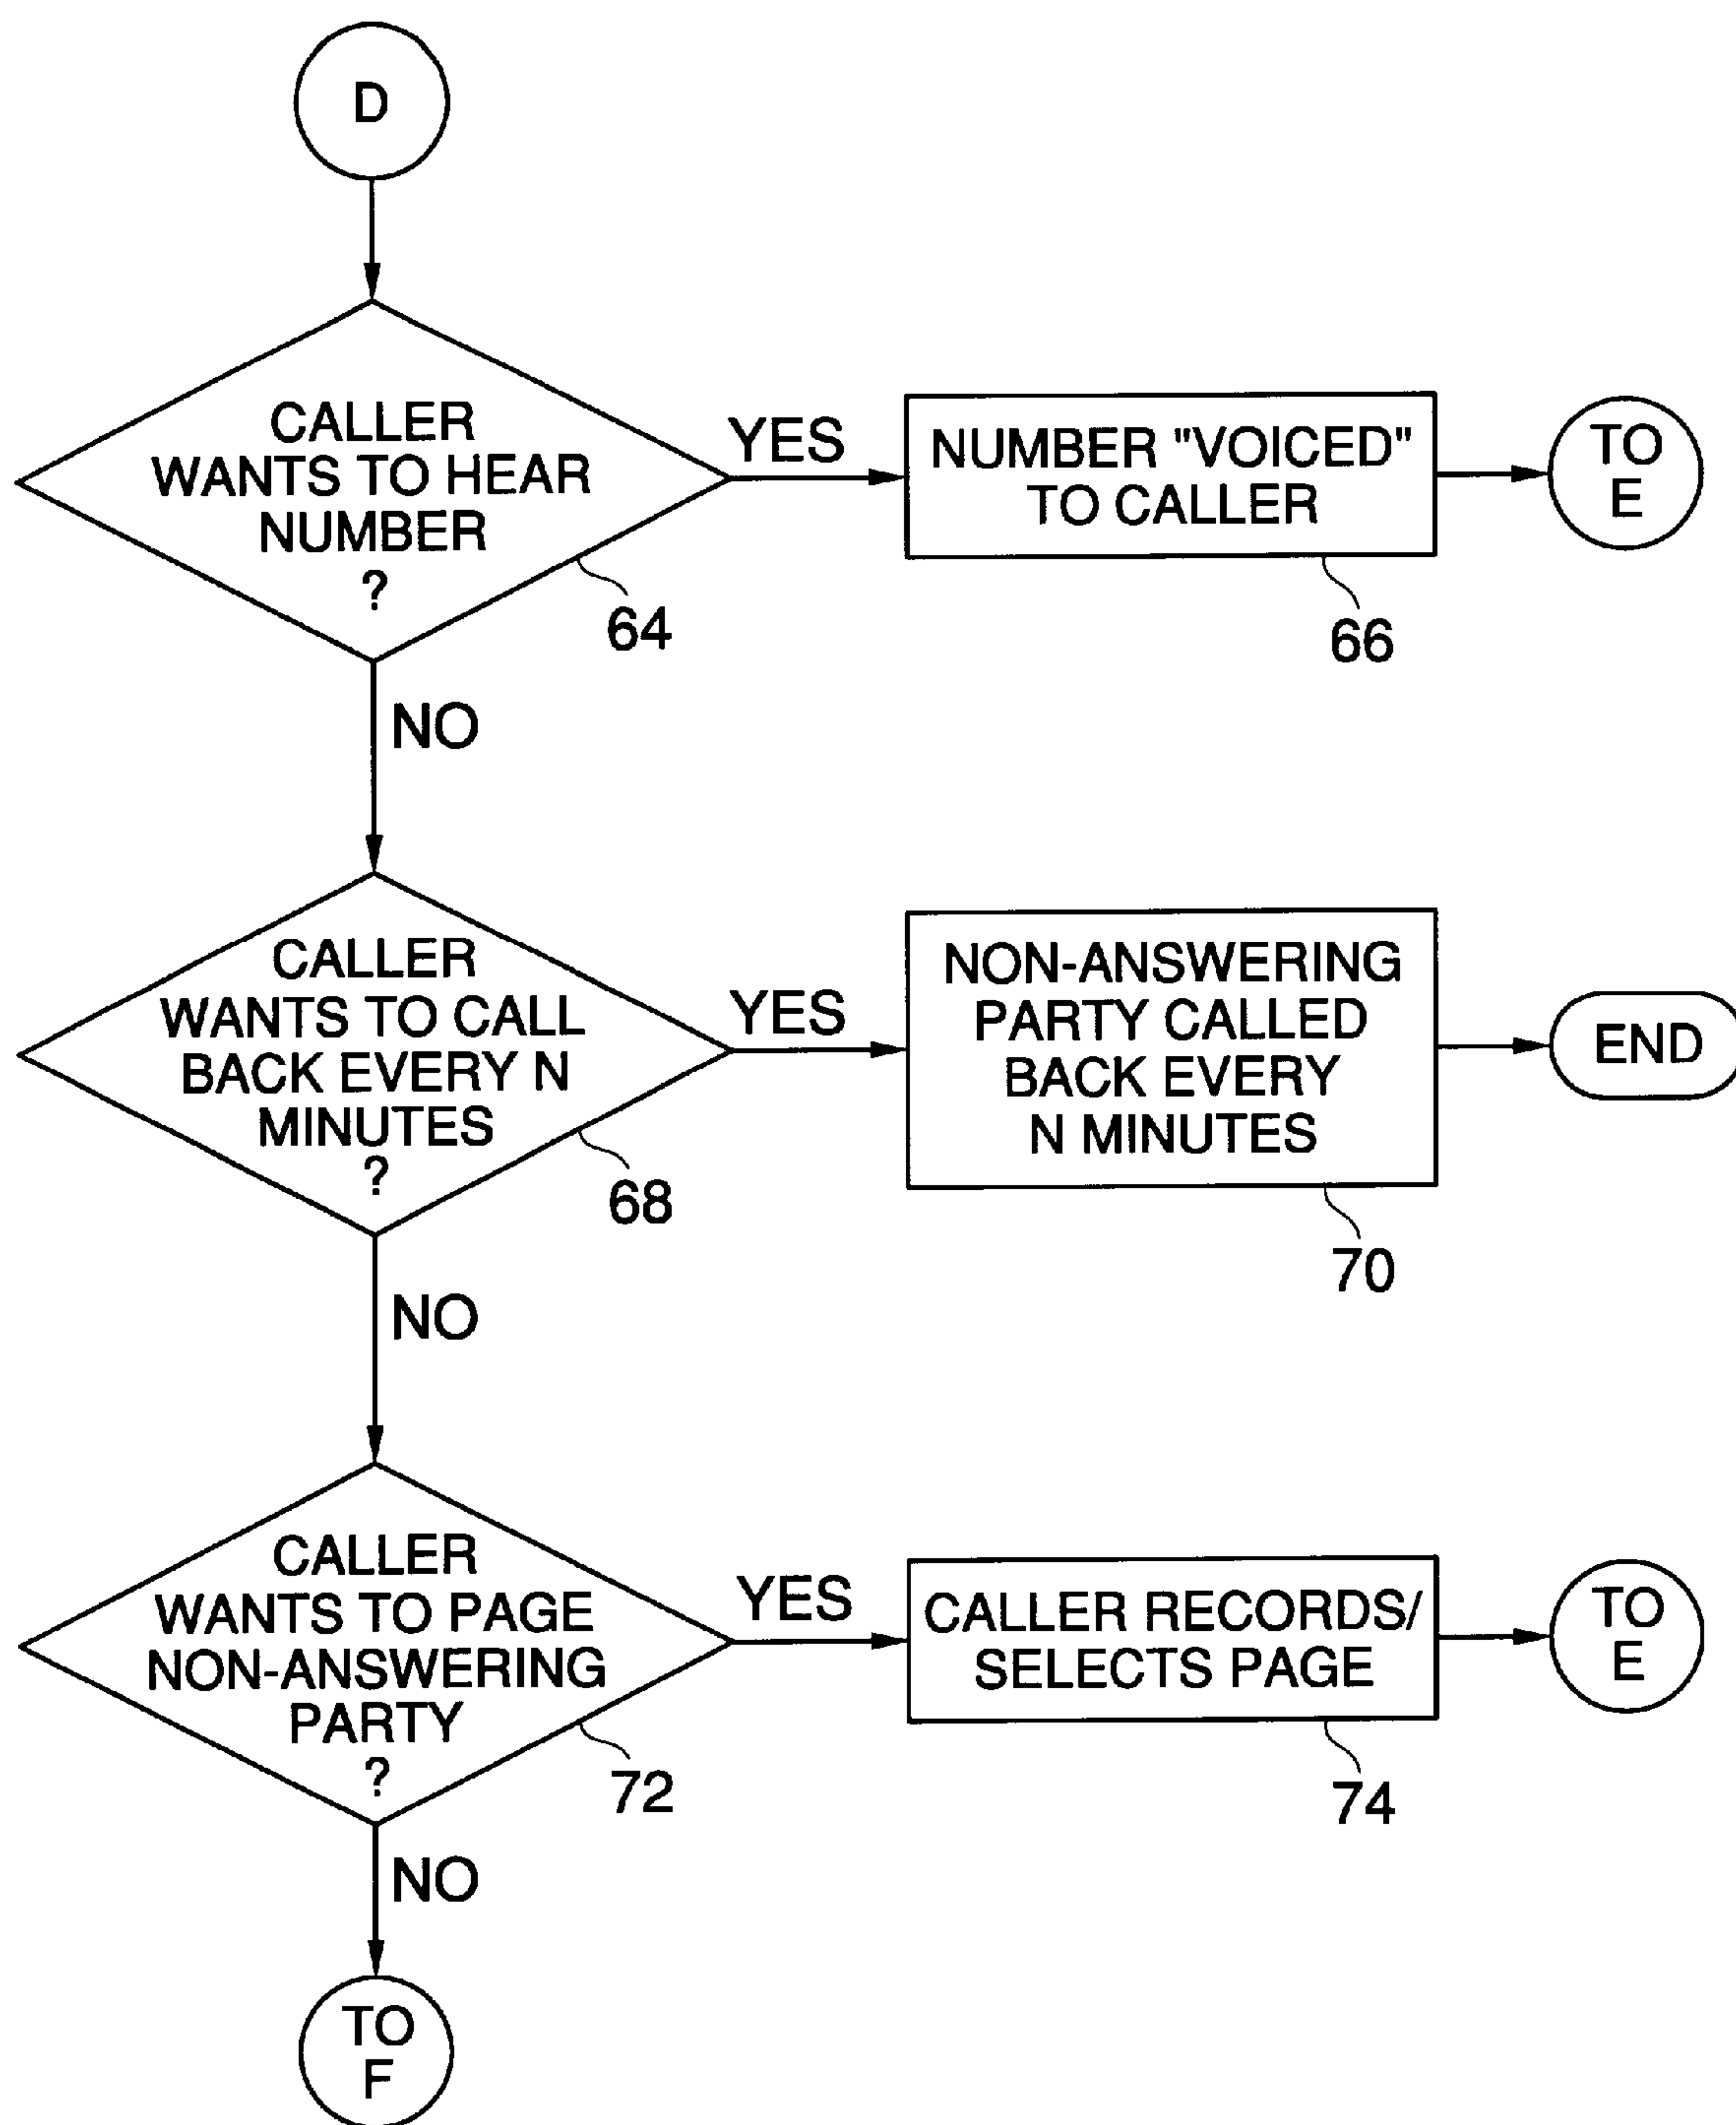 D
CALLER
WANTS TO HEAR
NUMBER
?
64
YES
NUMBER "VOICED"
TO CALLER
66
TO
E
NO
CALLER
WANTS TO CALL
BACK EVERY N
MINUTES
?
68
YES
NON-ANSWERING
PARTY CALLED
BACK EVERY
N MINUTES
70
END
NO
CALLER
WANTS TO PAGE
NON-ANSWERING
PARTY
?
72
YES
CALLER RECORDS/
SELECTS PAGE
74
TO
E
NO
TO
F